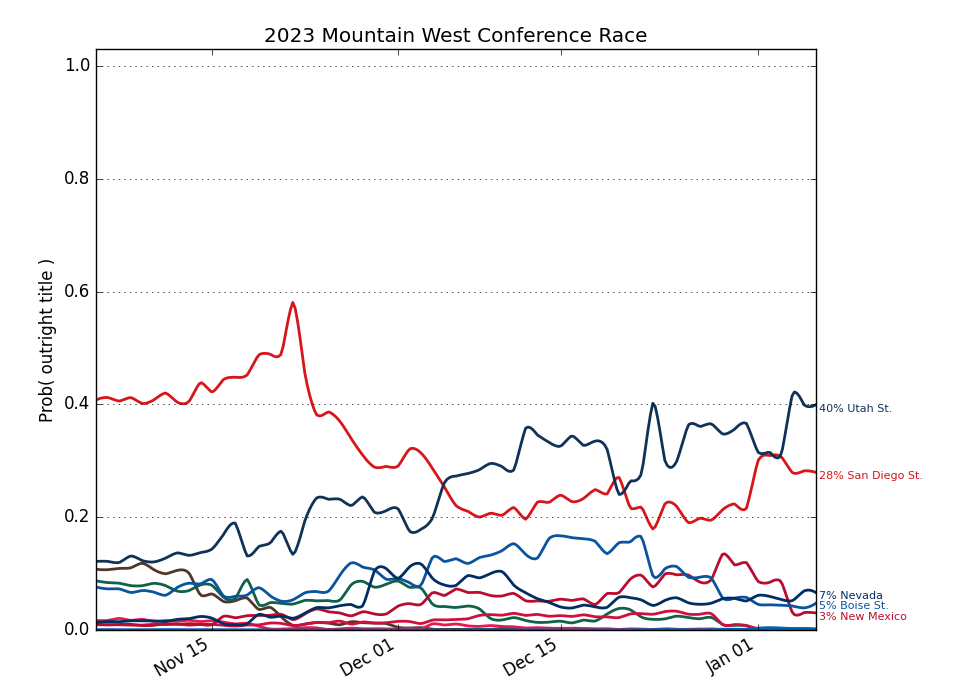 2023 Mountain West Conference Race
Prob( outright title )
1.0
0.8
0.6
0.4
0.2
0.0
40% Utah St.
28% San Diego St.
7% Nevada
5% Boise St.
3% New Mexico
Nov 15
Dec 01
Dec 15
Jan 01